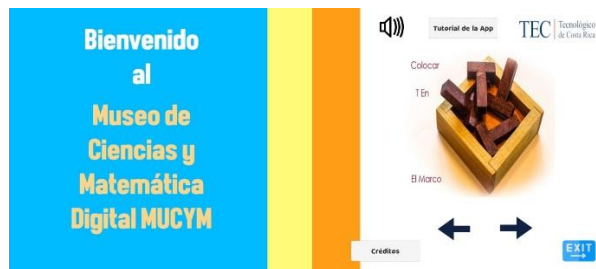 Bienvenido
al
Museo de
Ciencias y
Matemática
Digital MUCYM
Tutorial de la App
TEC Tecnológico
de Costa Rica
Colocar
T En
El Marco
Créditos
EXIT